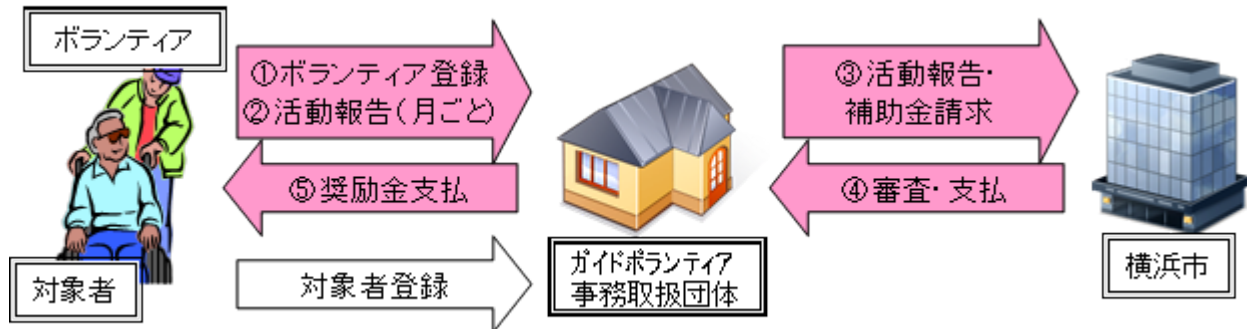 ボランティア
①ボランティア登録
②活動報告(月ごと)
⑤奨励金支払
対象者
対象者登録
ガイドボランティア
事務取扱団体
③活動報告・
補助金請求
④審査・支払
横浜市